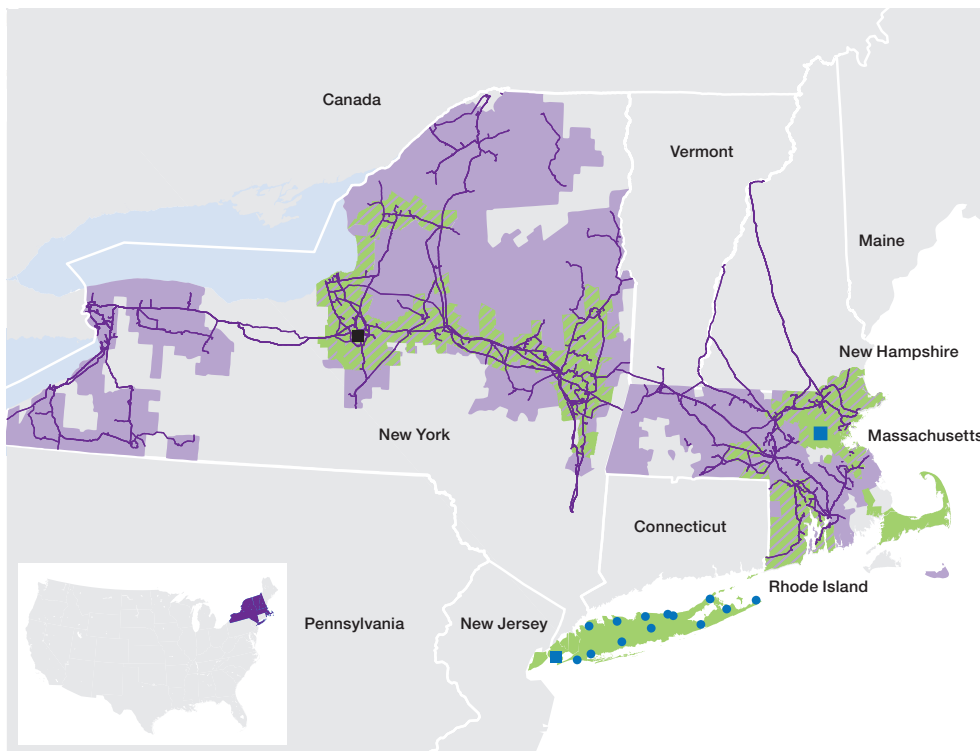 Canada
Vermont
Maine
New Hampshire
New York
Massachusetts
Connecticut
Rhode Island
Pennsylvania
New Jersey